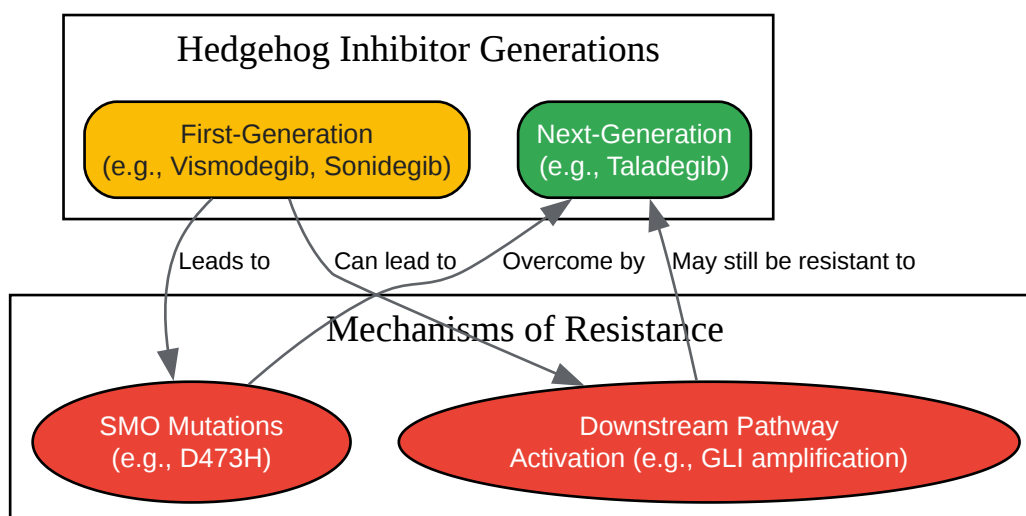 Hedgehog Inhibitor Generations
First-Generation
(e.g., Vismodegib, Sonidegib)
Next-Generation
(e.g., Taladegib)
Leads to
Can lead to
Overcome by
May still be resistant to
Mechanisms of Resistance
SMO Mutations
(e.g., D473H)
Downstream Pathway
Activation (e.g., GLI amplification)